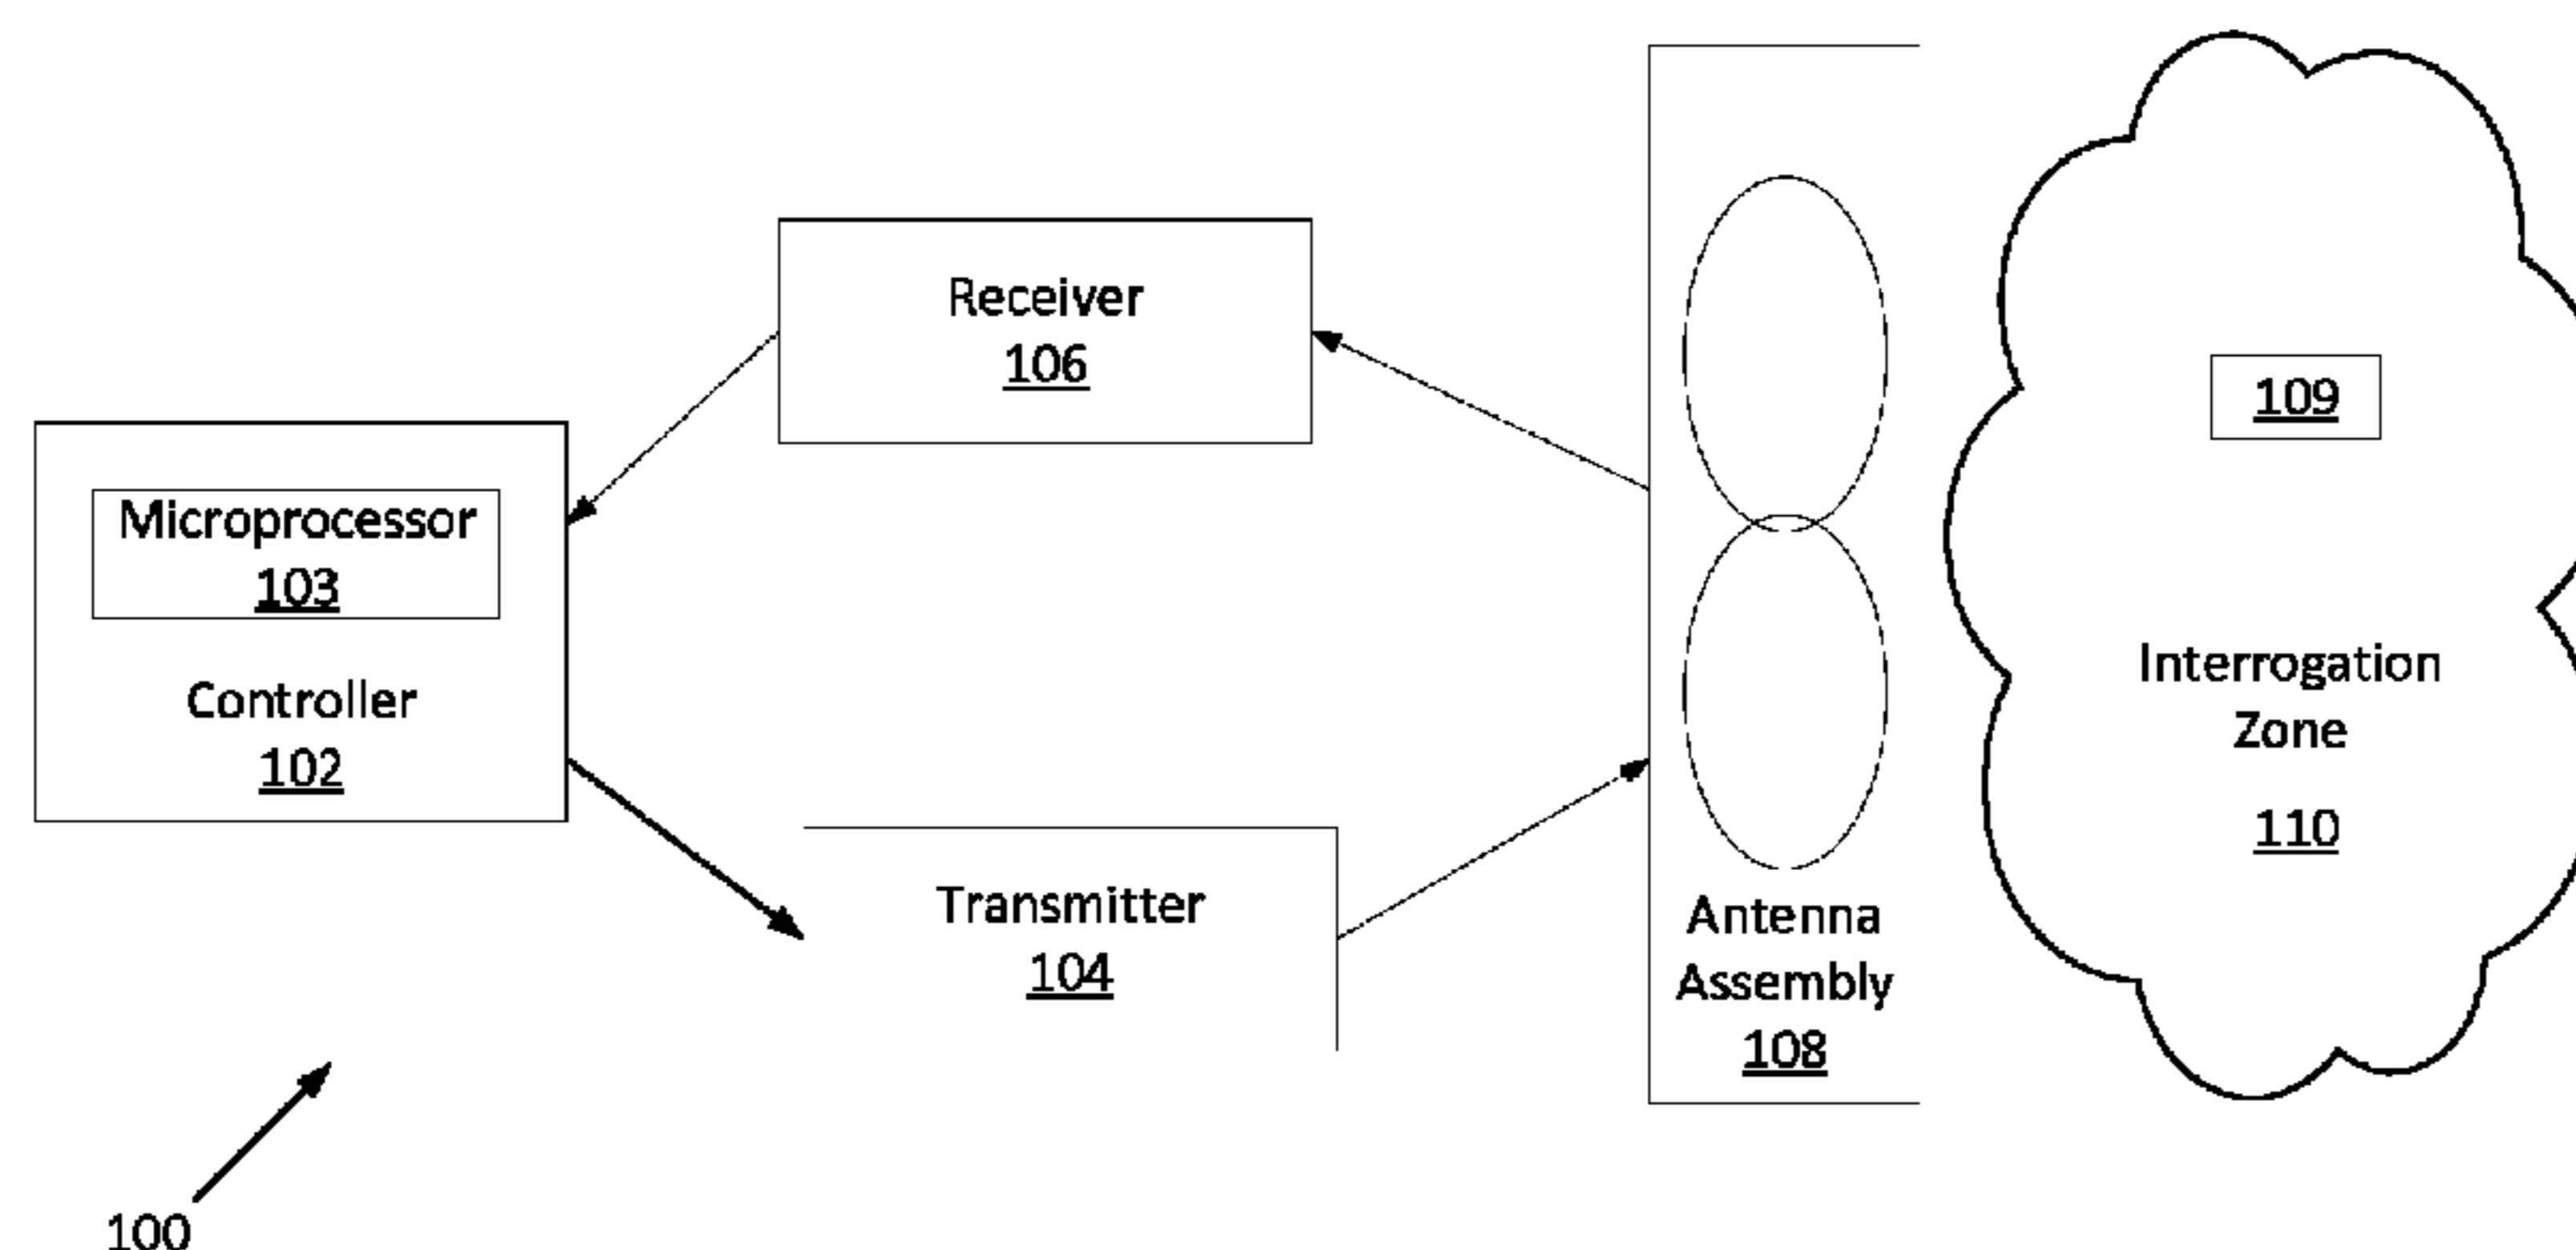 Receiver
106
109
Microprocessor
103
Controller
102
Interrogation
Zone
110
Transmitter
104
Antenna
Assembly
108
100